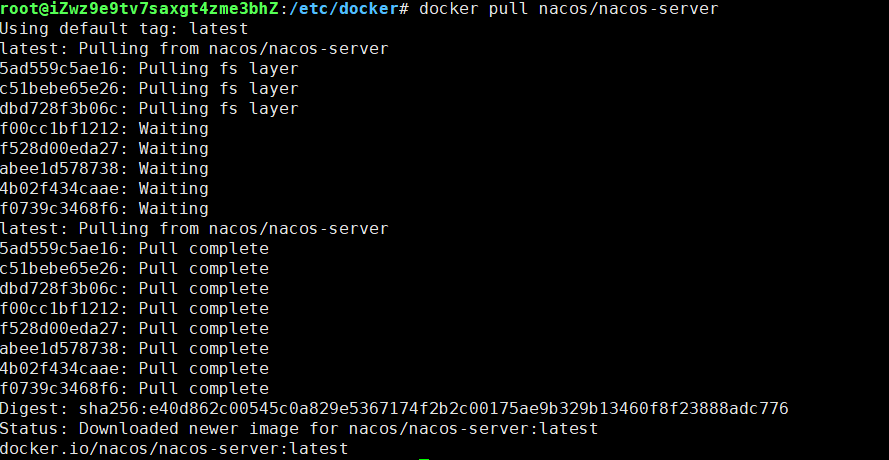 root@iZwz9e9tv7saxgt4zme3bhZ:/etc/docker# docker pull nacos/nacos-server
Using default tag: latest
latest: Pulling from nacos/nacos-server
5ad559c5ae16: Pulling fs layer
c51bebe65e26: Pulling fs layer
dbd728f3b06c: Pulling fs layer
f00cc1bf1212: Waiting
f528d00eda27: Waiting
abee1d578738: Waiting
4b02f434caae: Waiting
f0739c3468f6: Waiting
latest: Pulling from nacos/nacos-server
5ad559c5ae16: Pull complete
c51bebe65e26: Pull complete
dbd728f3b06c: Pull complete
f00cc1bf1212: Pull complete
f528d00eda27: Pull complete
abee1d578738: Pull complete
4b02f434caae: Pull complete
f0739c3468f6: Pull complete
Digest: sha256:e40d862c00545c0a829e5367174f2b2c00175ae9b329b13460f8f23888adc776
Status: Downloaded newer image for nacos/nacos-server:latest
docker.io/nacos/nacos-server:latest